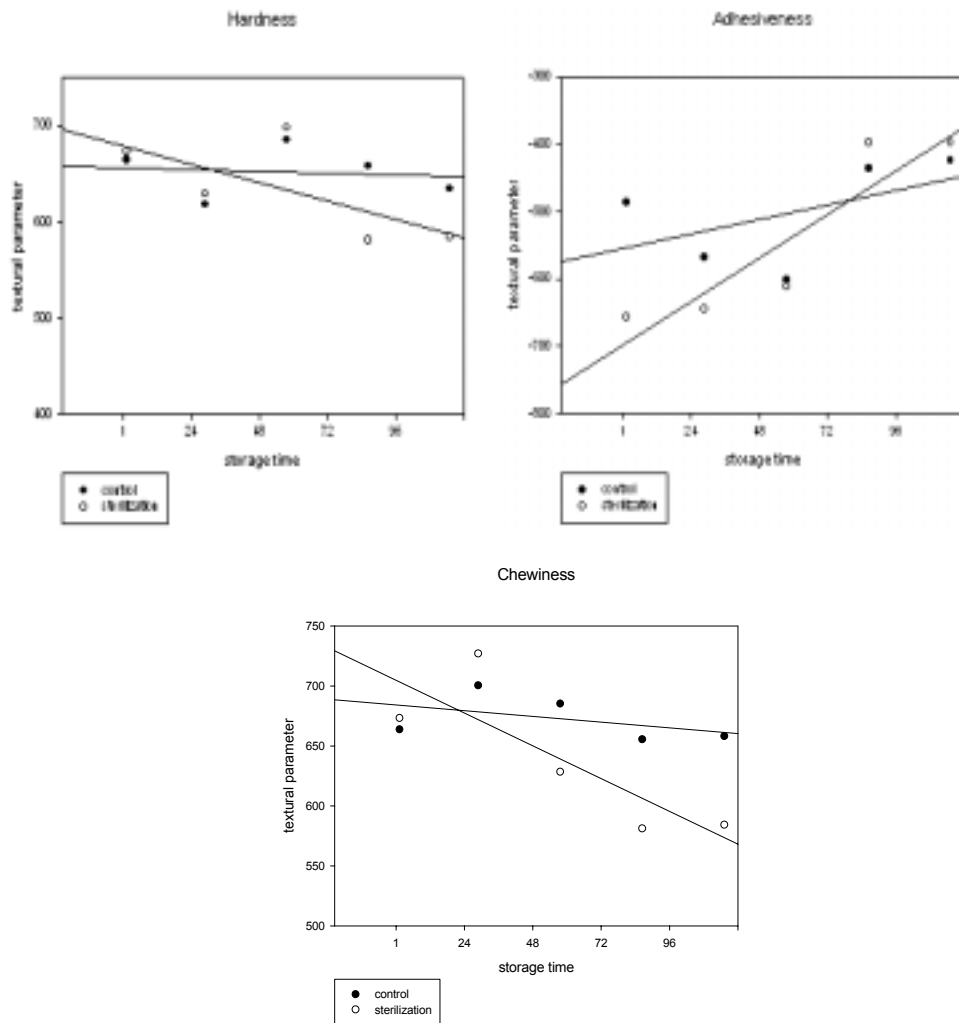 Hardness
Adhesiveness
textural parameter
700
600
500
400
1 24 48 72 96
storage time
control
sterilization
textural parameter
-400
-500
-600
-700
-800
1 24 48 72 96
storage time
control
sterilization
Chewiness
textural parameter
750
700
650
600
550
500
1 24 48 72 96
storage time
control
sterilization